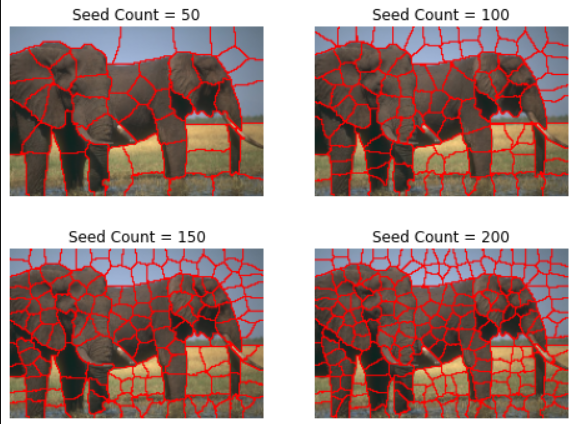 Seed Count = 50
Seed Count = 100
Seed Count = 150
Seed Count = 200